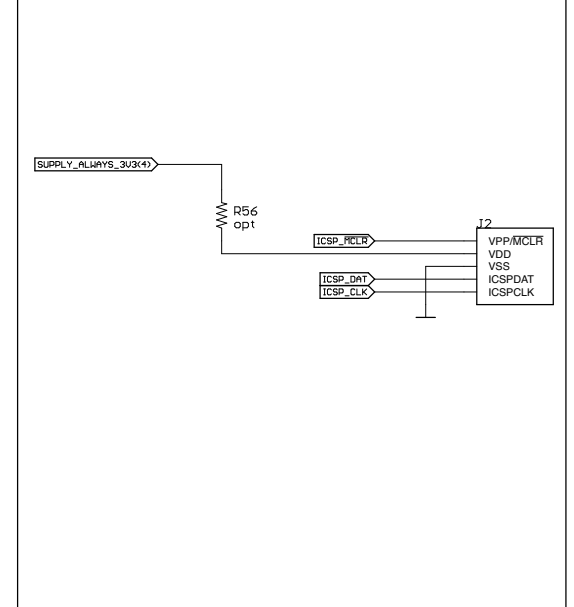 SUPPLY_ALWAYS_3V3(4)
R56
opt
J2
ICSP_MCLR
VPP/MCLR
VDD
VSS
ICSP_DAT
ICSPDAT
ICSP_CLK
ICSPCLK